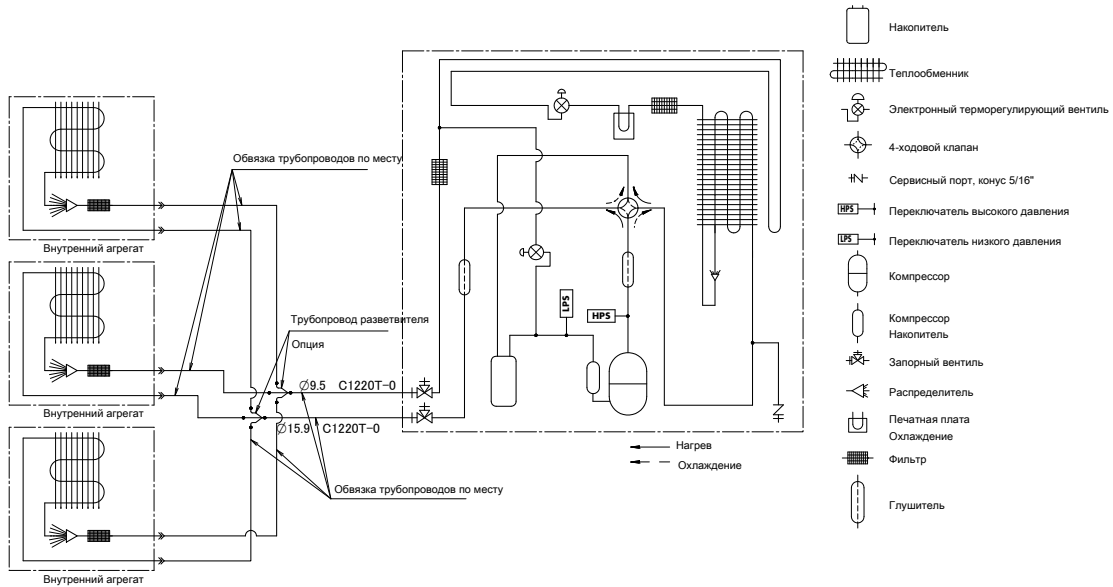 Обвязка трубопроводов по месту
Внутренний агрегат
Внутренний агрегат
Внутренний агрегат
Трубопровод разветвителя
Опция
∅9.5 C1220T-0
∅15.9 C1220T-0
Обвязка трубопроводов по месту
LPS
HPS
Нагрев
Охлаждение
Накопитель
Теплообменник
Электронный терморегулирующий вентиль
4-ходовой клапан
Сервисный порт, конус 5/16"
HPS Переключатель высокого давления
LPS Переключатель низкого давления
Компрессор
Компрессор
Накопитель
Запорный вентиль
Распределитель
Печатная плата
Охлаждение
Фильтр
Глушитель